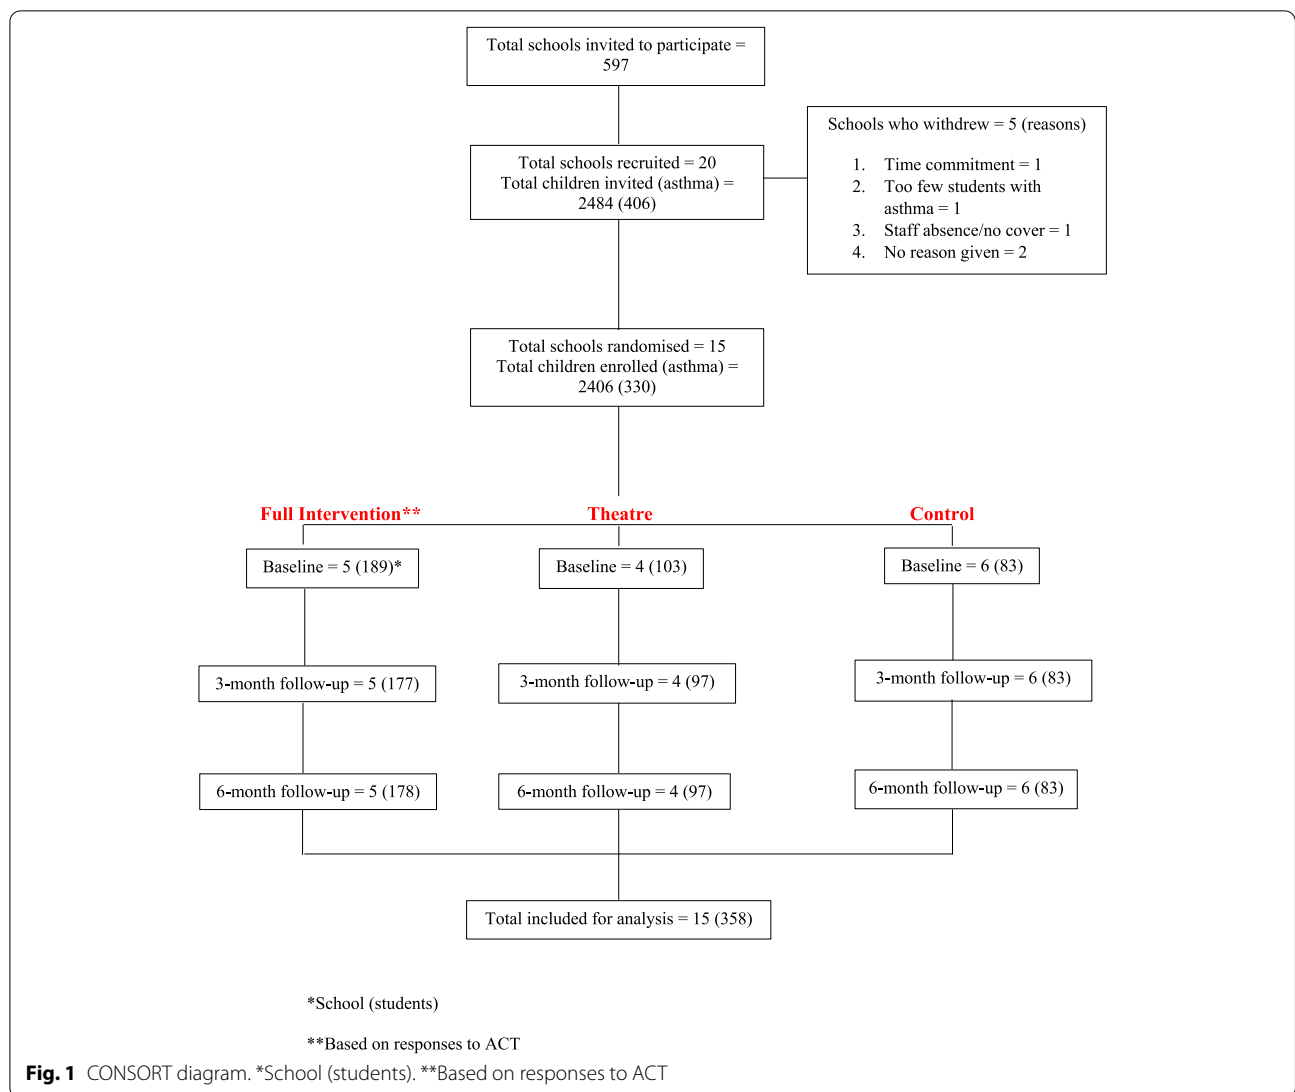 Total schools invited to participate =
597
Schools who withdrew = 5 (reasons)
1. Time commitment = 1
2. Too few students with
asthma = 1
3. Staff absence/no cover = 1
4. No reason given = 2
Total schools recruited = 20
Total children invited (asthma) =
2484 (406)
Total schools randomised = 15
Total children enrolled (asthma) =
2406 (330)
Full Intervention**
Theatre
Control
Baseline = 5 (189)*
Baseline = 4 (103)
Baseline = 6 (83)
3-month follow-up = 5 (177)
3-month follow-up = 4 (97)
3-month follow-up = 6 (83)
6-month follow-up = 5 (178)
6-month follow-up = 4 (97)
6-month follow-up = 6 (83)
Total included for analysis = 15 (358)
*School (students)
**Based on responses to ACT
Fig. 1 CONSORT diagram. *School (students). **Based on responses to ACT